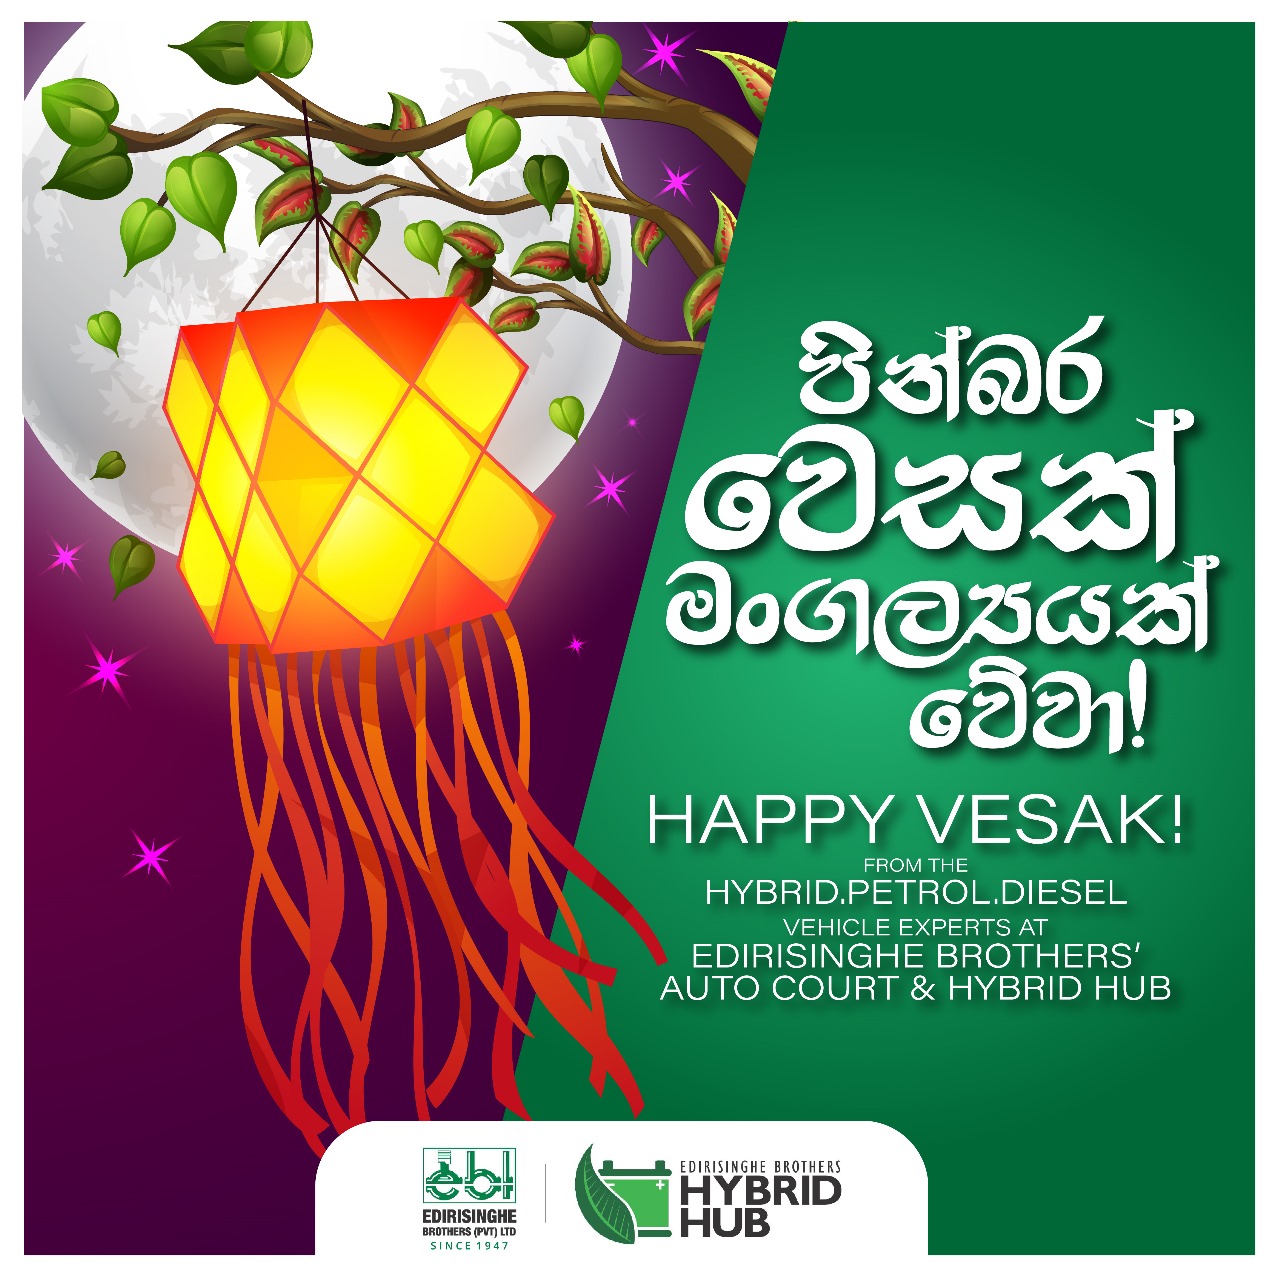 පින්බර
වෙසක්
මංගල්‍යයක්
වේවා!
HAPPY VESAK!
FROM THE
HYBRID.PETROL.DIESEL
VEHICLE EXPERTS AT
EDIRISINGHE BROTHERS'
AUTO COURT & HYBRID HUB
ebl
EDIRISINGHE
BROTHERS (PVT) LTD
SINCE 1947
EDIRISINGHE BROTHERS
HYBRID
HUB